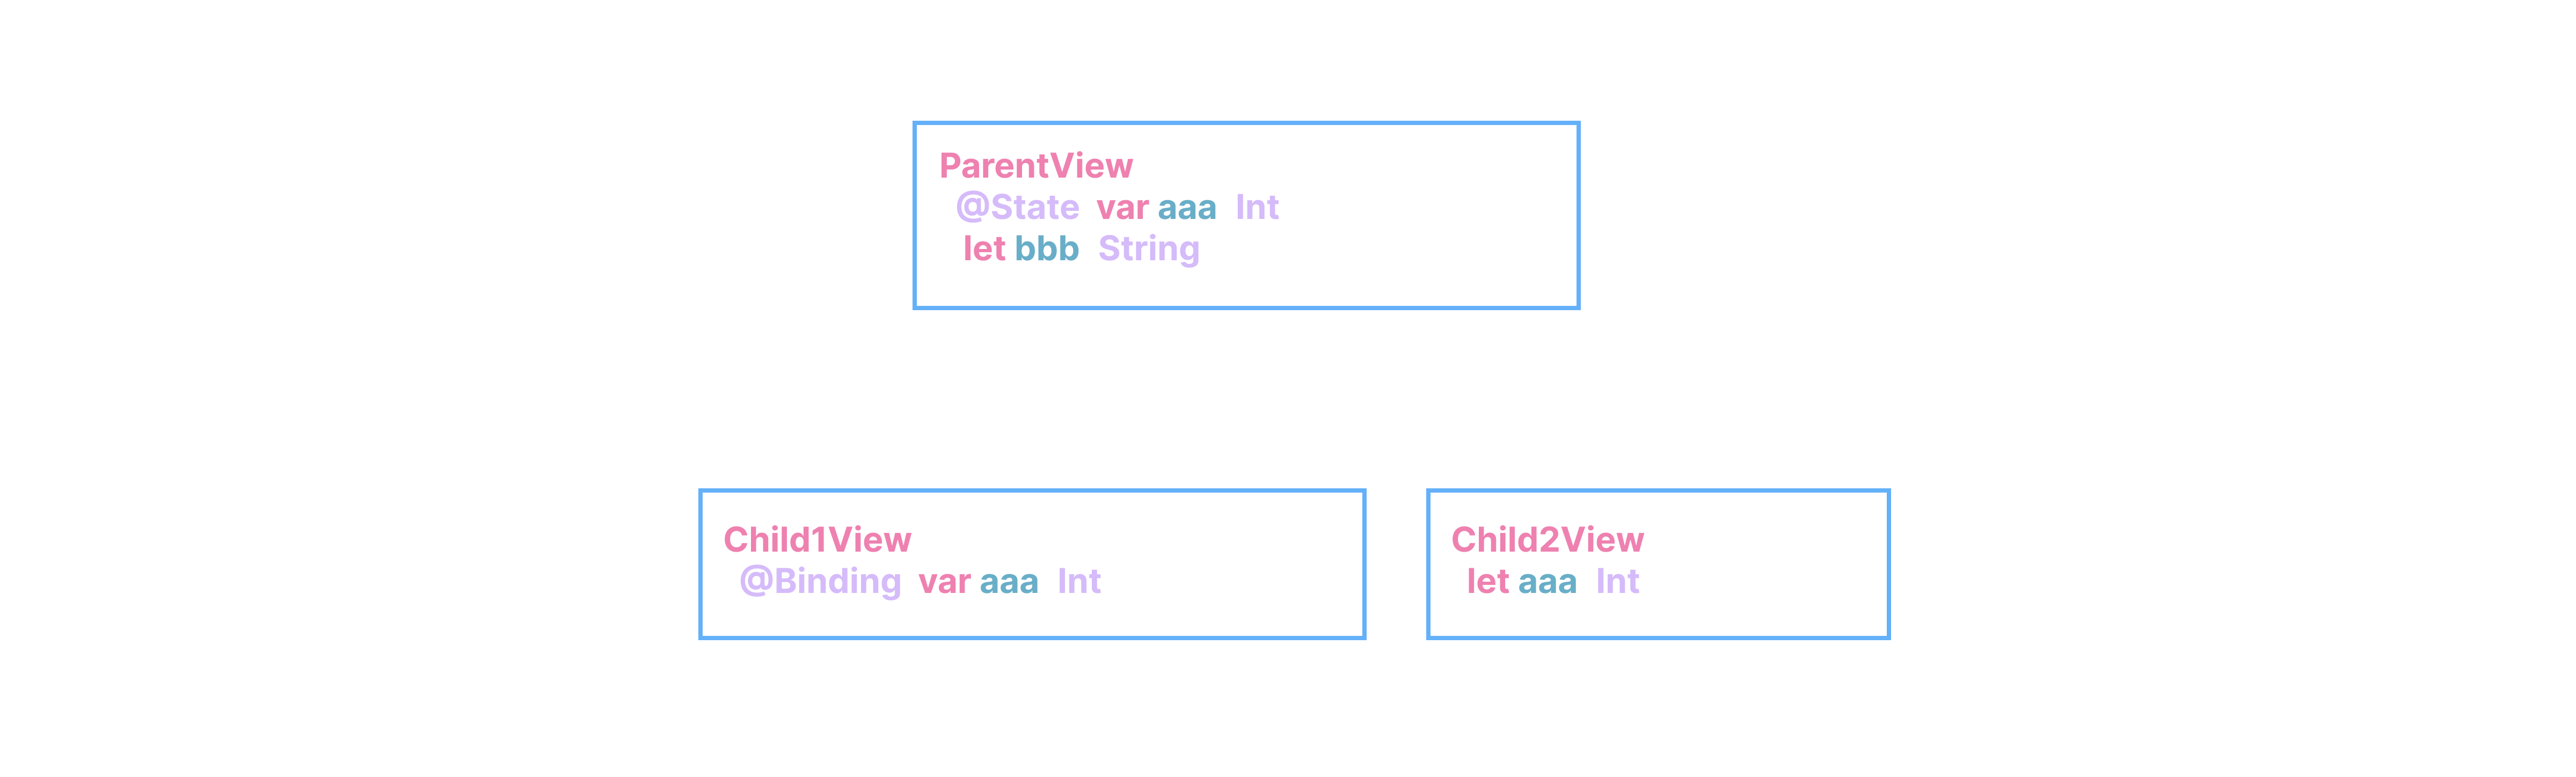 ParentView
@State var aaa Int
let bbb String
Child1View
@Binding var aaa Int
Child2View
let aaa Int